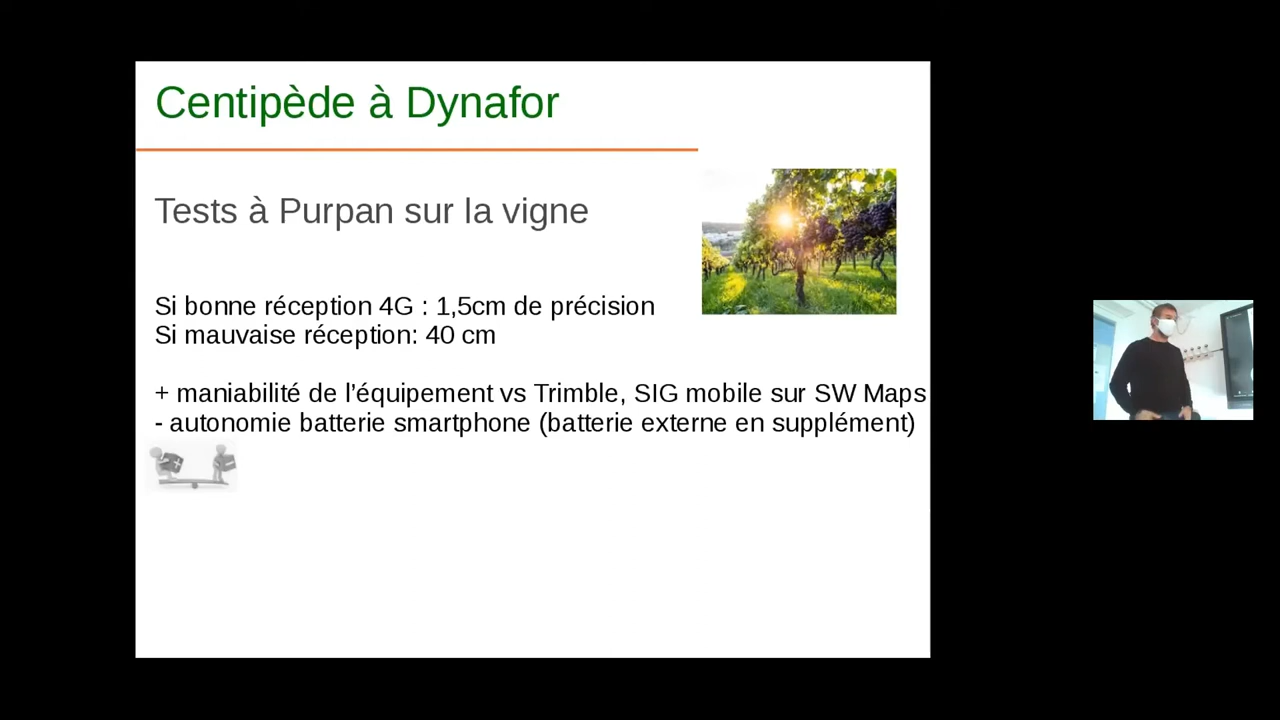 Centipède à Dynafor
Tests à Purpan sur la vigne
Si bonne réception 4G : 1,5cm de précision
Si mauvaise réception: 40 cm
+ maniabilité de l’équipement vs Trimble, SIG mobile sur SW Maps
- autonomie batterie smartphone (batterie externe en supplément)